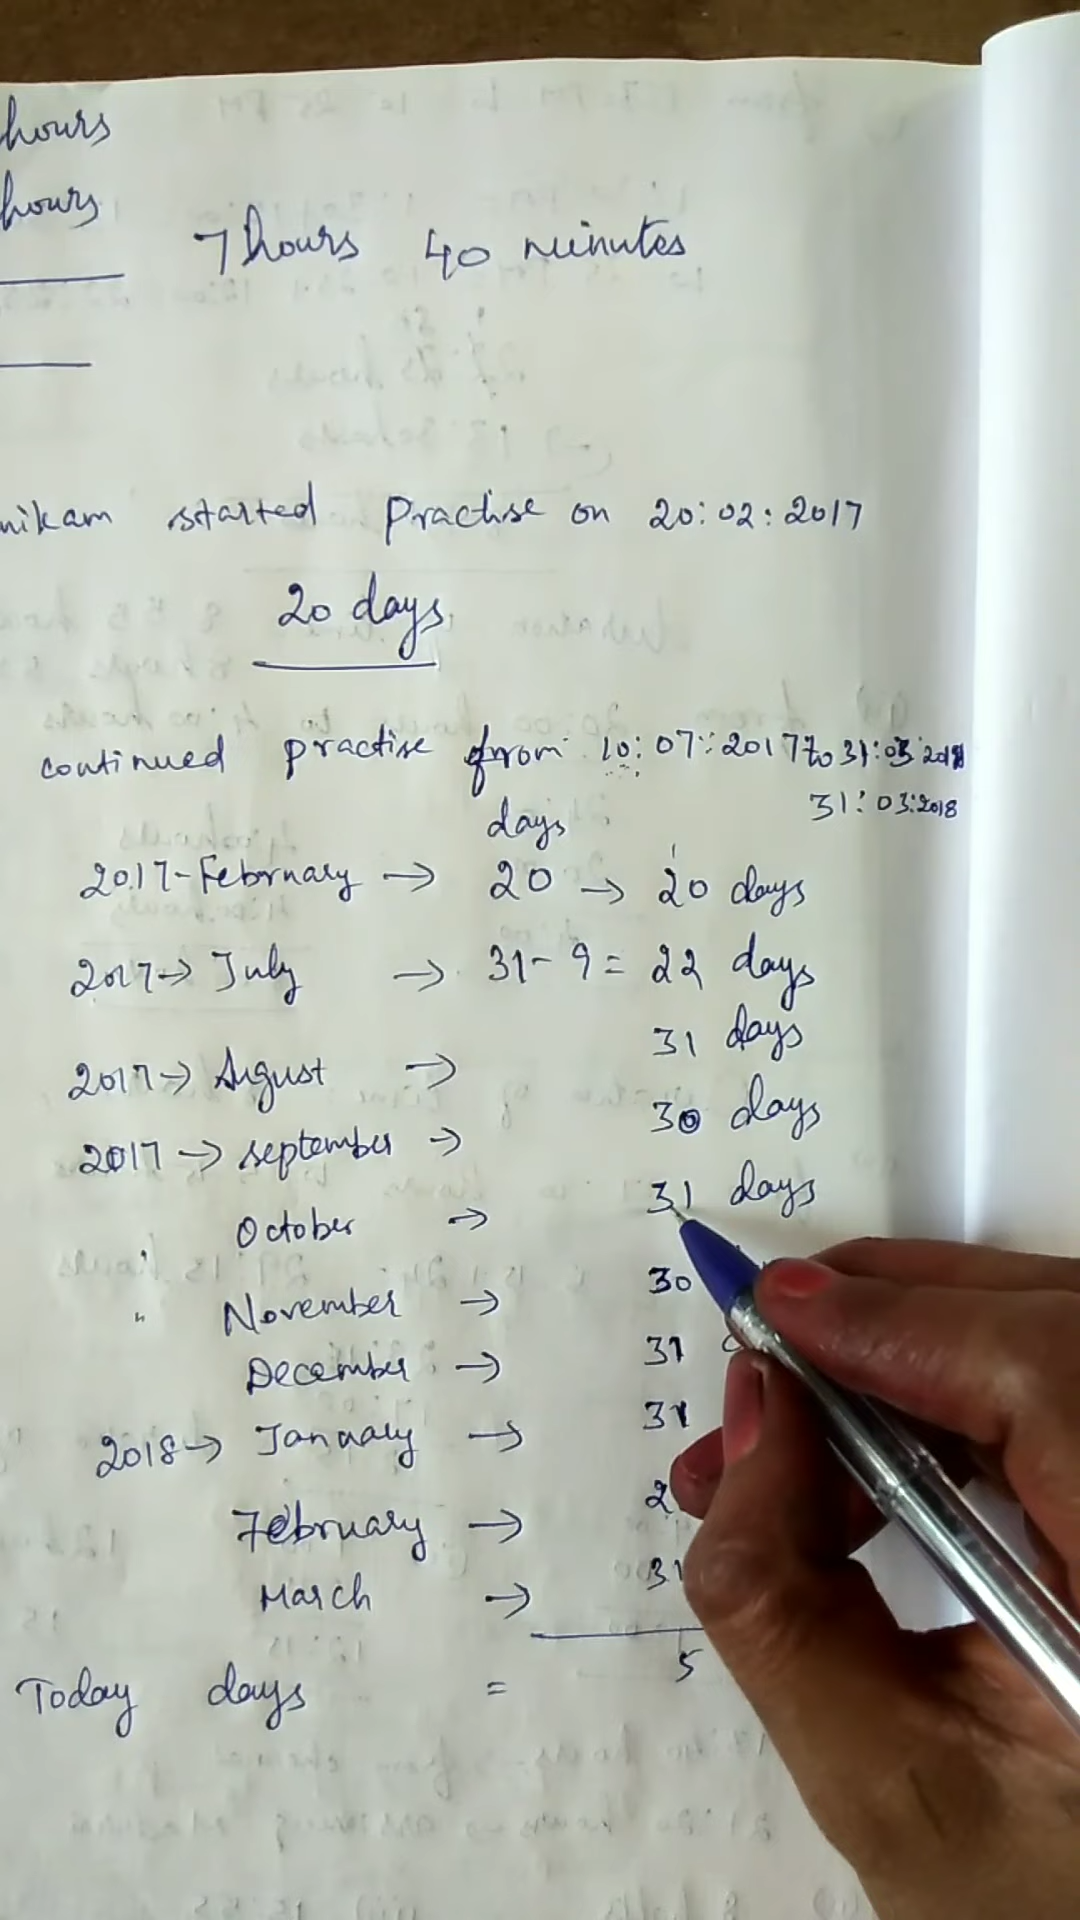 hours
hours
7 hours 40 minutes
nikam started practise on 20:02:2017
20 days
continued practise from 10:07:2017 to 31:03:2018
31:03:2018
days
2017-February → 20 → 20 days
2017→ July → 31-9= 22 days
2017→ August → 31 days
2017→ september → 30 days
October → 31 days
" November → 30
December → 31
2018→ January → 31
February → 2
March → 31
Today days = 5